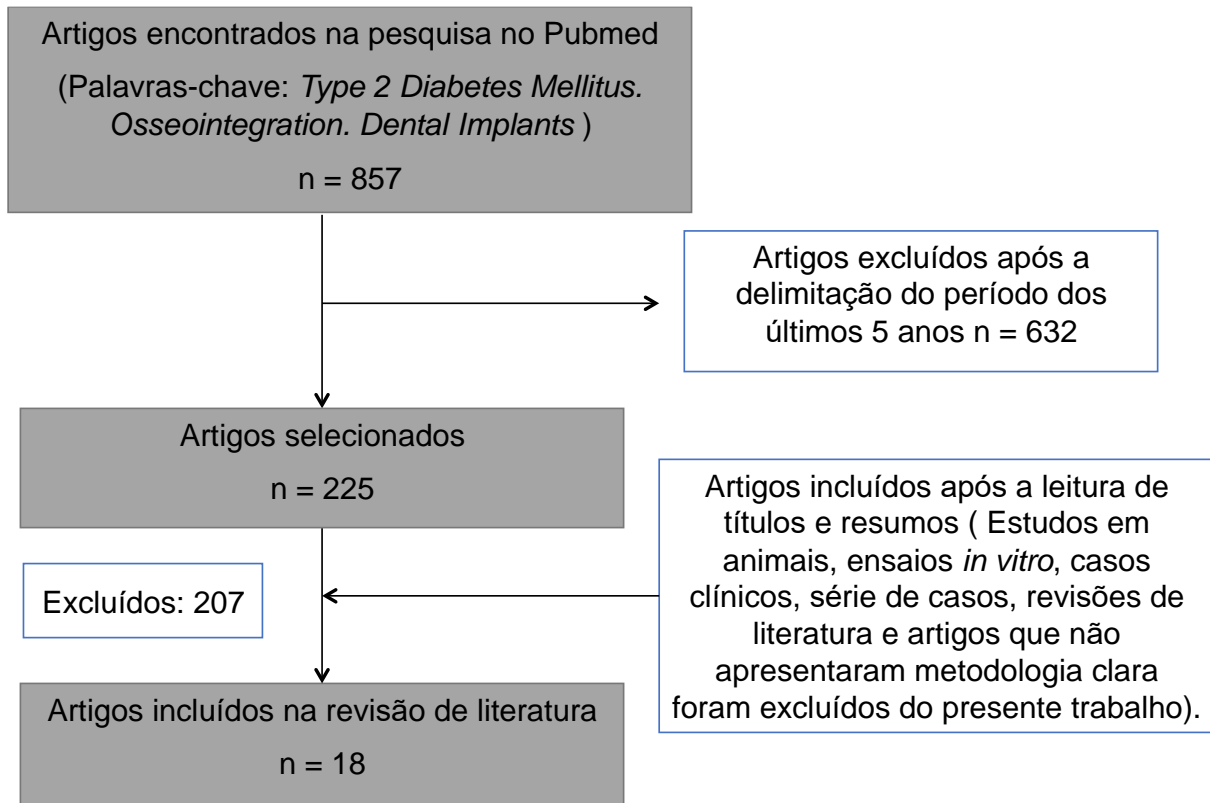 Artigos encontrados na pesquisa no Pubmed
(Palavras-chave: Type 2 Diabetes Mellitus.
Osseointegration. Dental Implants )
n = 857
Artigos excluídos após a
delimitação do período dos
últimos 5 anos n = 632
Artigos selecionados
n = 225
Artigos incluídos após a leitura de
títulos e resumos ( Estudos em
animais, ensaios in vitro, casos
clínicos, série de casos, revisões de
literatura e artigos que não
apresentaram metodologia clara
foram excluídos do presente trabalho).
Excluídos: 207
Artigos incluídos na revisão de literatura
n = 18